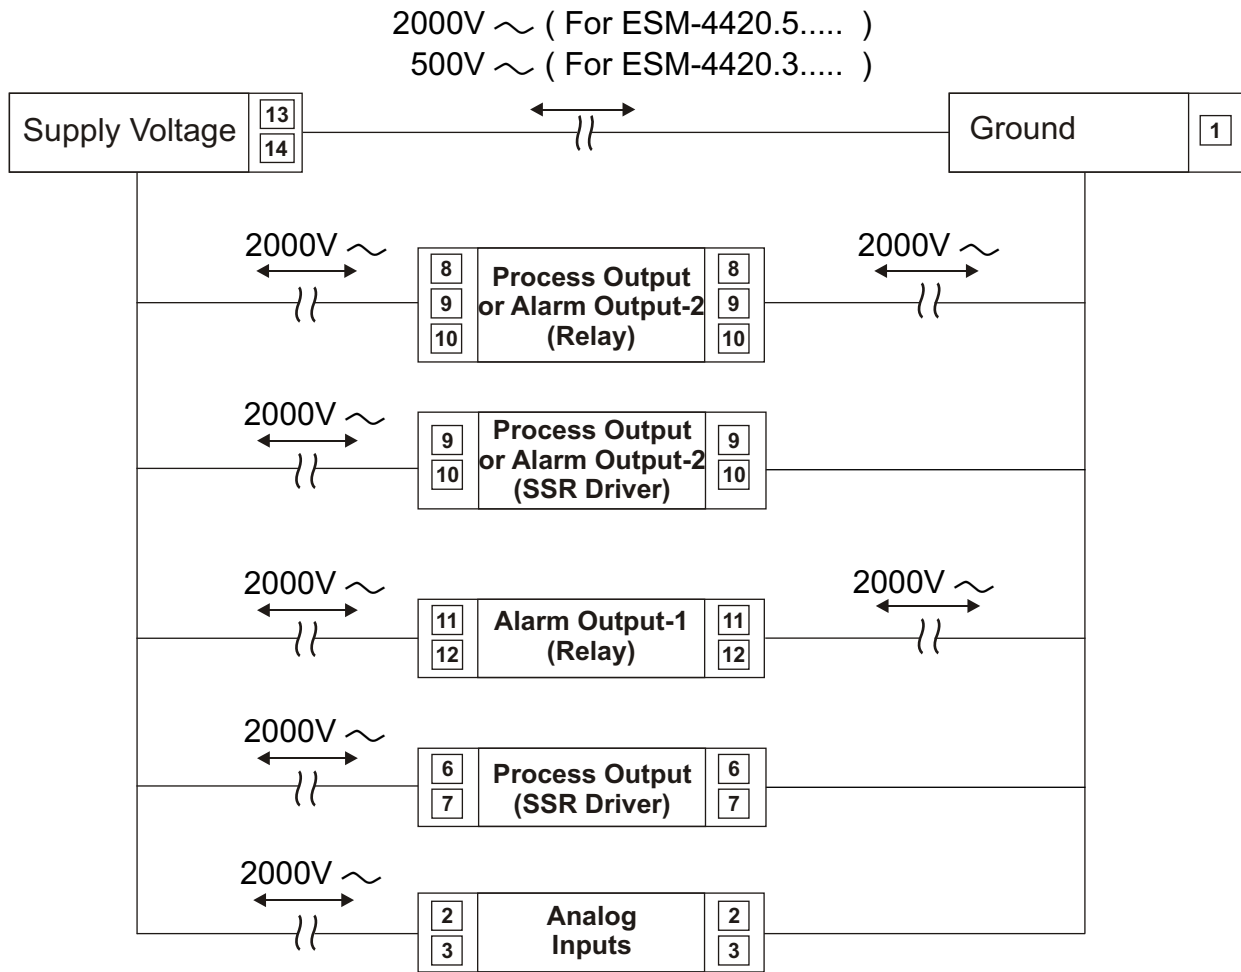 2000V ～ ( For ESM-4420.5..... )
500V ～ ( For ESM-4420.3..... )
Supply Voltage
13
14
Ground
1
2000V ～
2000V ～
8
9
10
Process Output
or Alarm Output-2
(Relay)
8
9
10
2000V ～
9
10
Process Output
or Alarm Output-2
(SSR Driver)
9
10
2000V ～
2000V ～
11
12
Alarm Output-1
(Relay)
11
12
2000V ～
6
7
Process Output
(SSR Driver)
6
7
2000V ～
2
3
Analog
Inputs
2
3